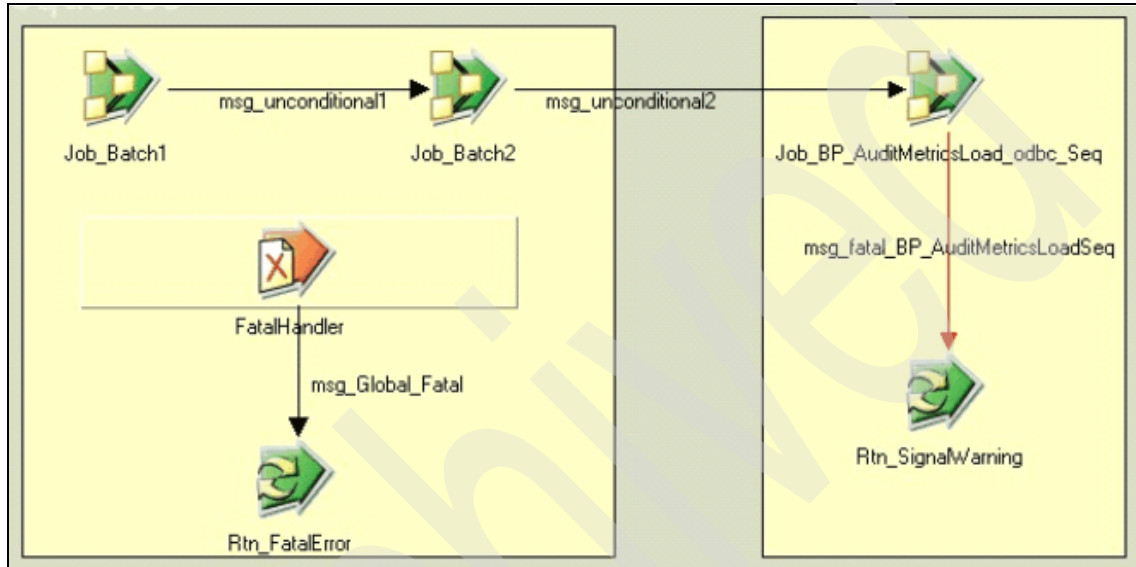 msg_unconditional1
msg_unconditional2
Job_Batch1
Job_Batch2
Job_BP_AuditMetricsLoad_odbc_Seq
msg_fatal_BP_AuditMetricsLoadSeq
FatalHandler
msg_Global_Fatal
Rtn_SignalWarning
Rtn_FatalError